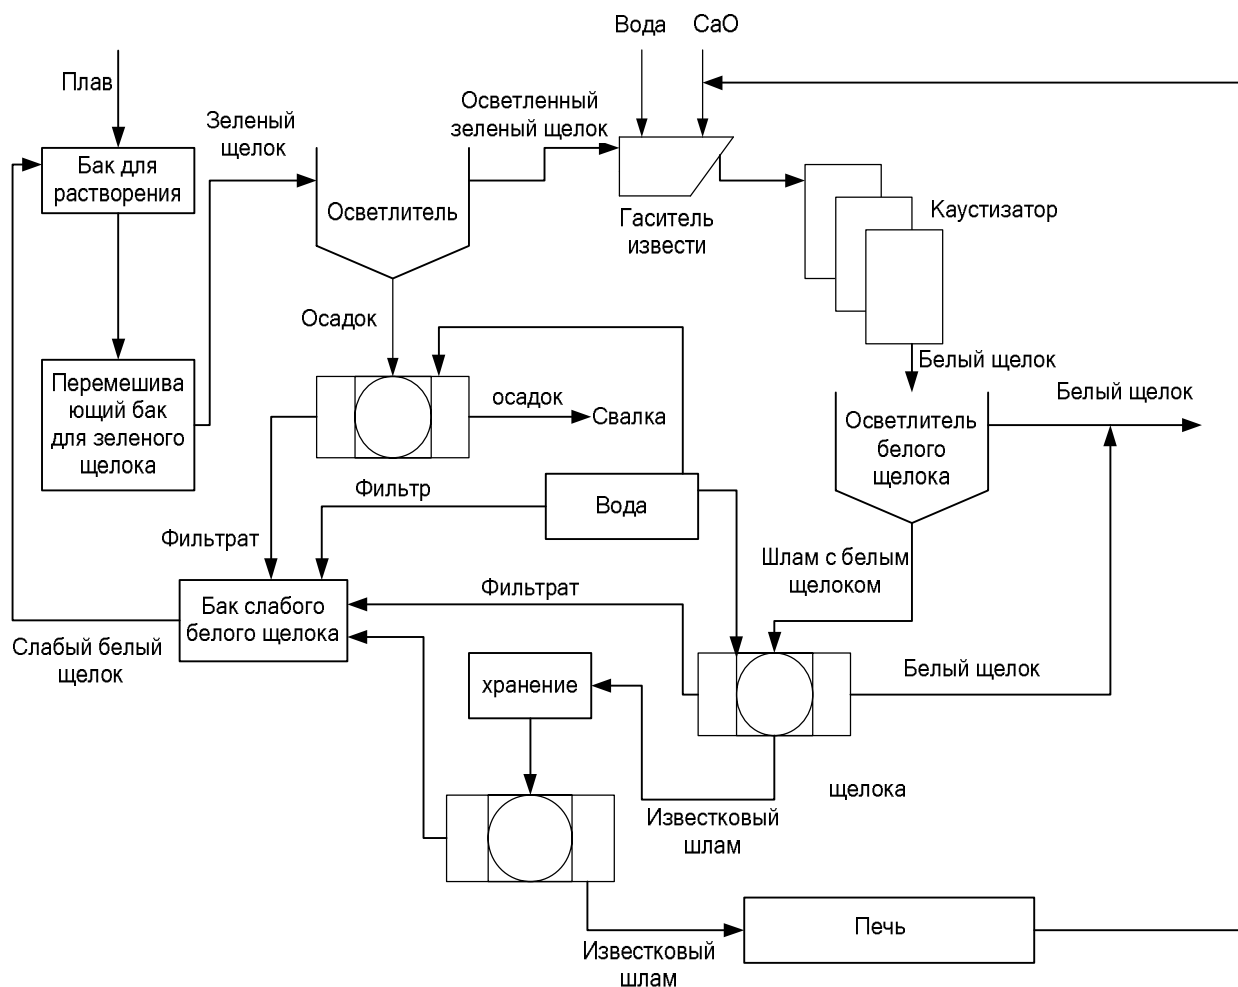 Вода
CaO
Плав
Осветленный
зеленый щелок
Зеленый
щелок
Бак для
растворения
Осветлитель
Гаситель
извести
Каустизатор
Осадок
Перемешива
ющий бак
для зеленого
щелока
осадок
Свалка
Белый щелок
Белый щелок
Осветлитель
белого
щелока
Фильтр
Вода
Фильтрат
Шлам с белым
щелоком
Фильтрат
Бак слабого
белого щелока
Слабый белый
щелок
хранение
Белый щелок
щелока
Известковый
шлам
Печь
Известковый
шлам